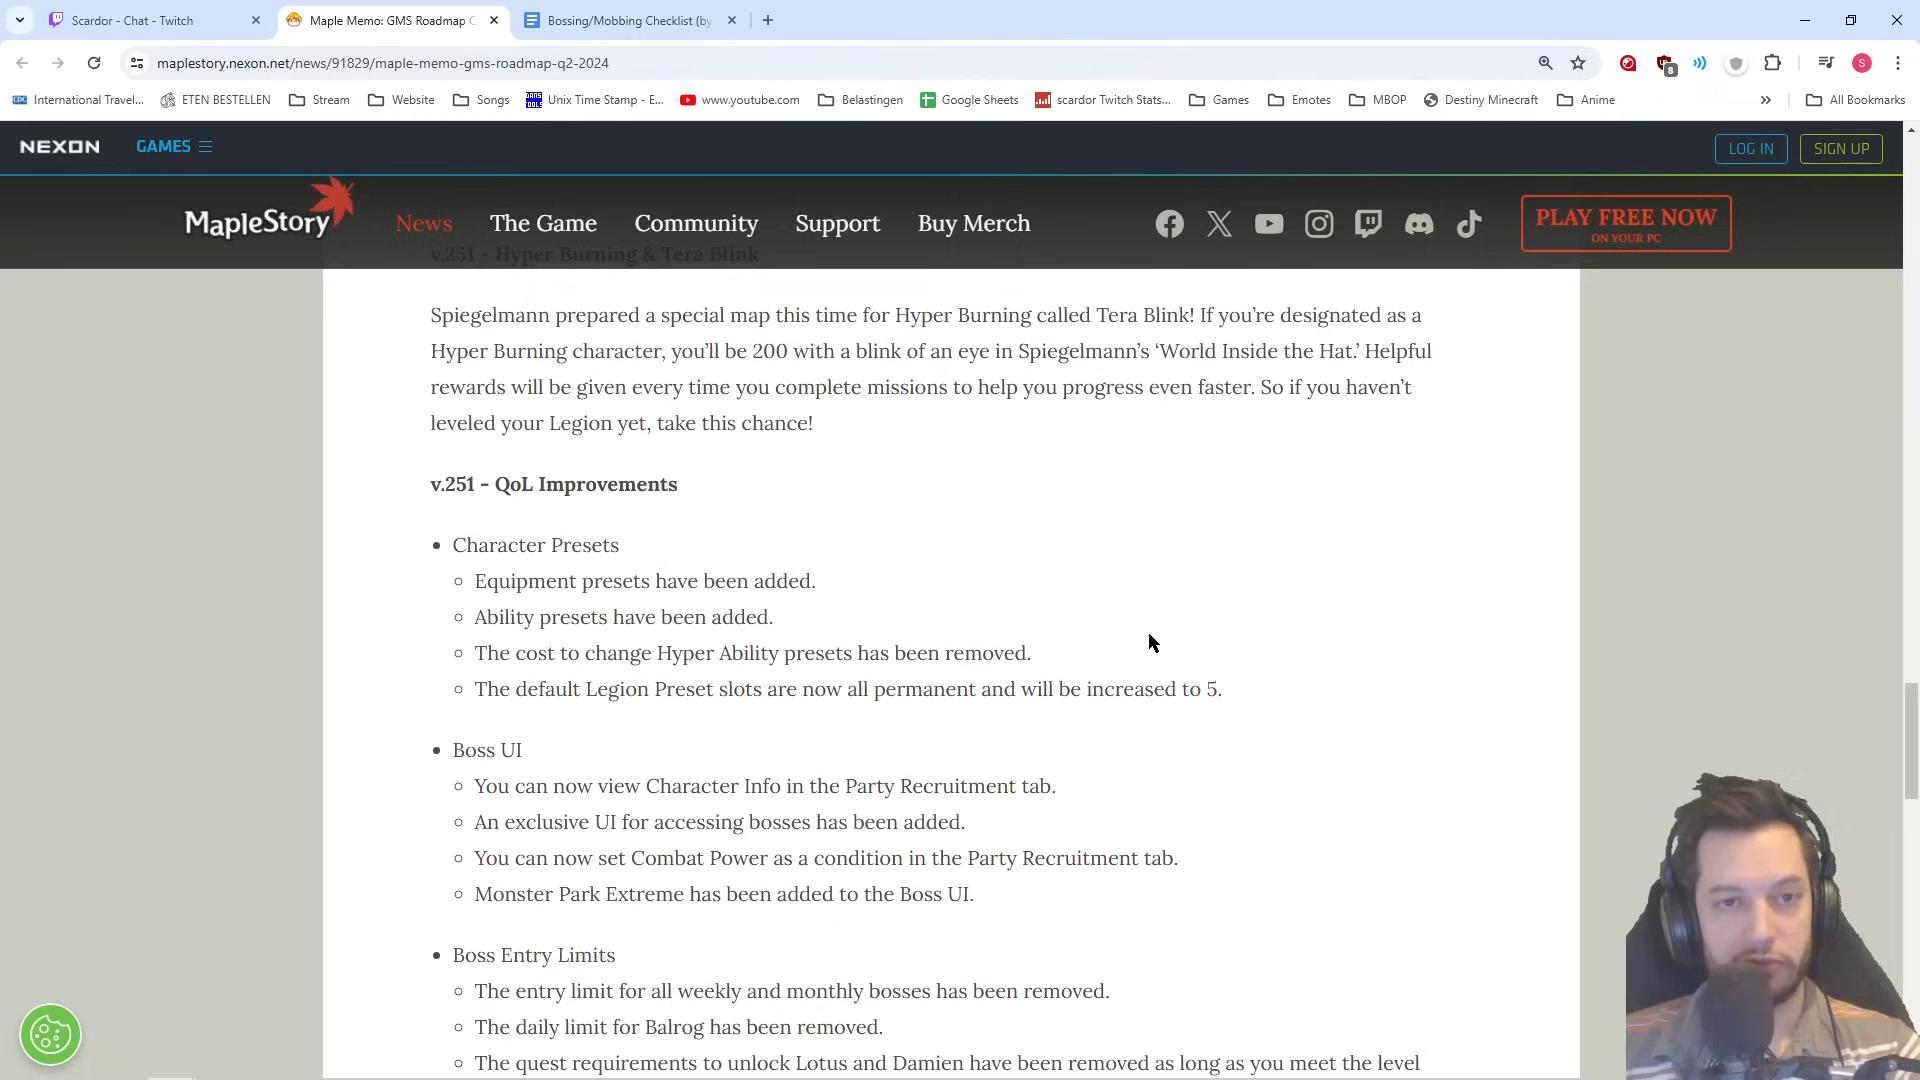 Scardor - Chat - Twitch
Maple Memo: GMS Roadmap
Bossing/Mobbing Checklist (by
maplestory.nexon.net/news/91829/maple-memo-gms-roadmap-q2-2024
8
S
International Travel...
ETEN BESTELLEN
Stream
Website
Songs
Unix Time Stamp - E...
www.youtube.com
Belastingen
Google Sheets
scardor Twitch Stats...
Games
Emotes
MBOP
Destiny Minecraft
Anime
All Bookmarks
NEXON
GAMES
LOG IN
SIGN UP
MapleStory
News
The Game
Community
Support
Buy Merch
PLAY FREE NOW
ON YOUR PC
v.251 - Hyper Burning & Tera Blink
Spiegelmann prepared a special map this time for Hyper Burning called Tera Blink! If you’re designated as a
Hyper Burning character, you’ll be 200 with a blink of an eye in Spiegelmann’s ‘World Inside the Hat.’ Helpful
rewards will be given every time you complete missions to help you progress even faster. So if you haven’t
leveled your Legion yet, take this chance!
v.251 - QoL Improvements
Character Presets
Equipment presets have been added.
Ability presets have been added.
The cost to change Hyper Ability presets has been removed.
The default Legion Preset slots are now all permanent and will be increased to 5.
Boss UI
You can now view Character Info in the Party Recruitment tab.
An exclusive UI for accessing bosses has been added.
You can now set Combat Power as a condition in the Party Recruitment tab.
Monster Park Extreme has been added to the Boss UI.
Boss Entry Limits
The entry limit for all weekly and monthly bosses has been removed.
The daily limit for Balrog has been removed.
The quest requirements to unlock Lotus and Damien have been removed as long as you meet the level